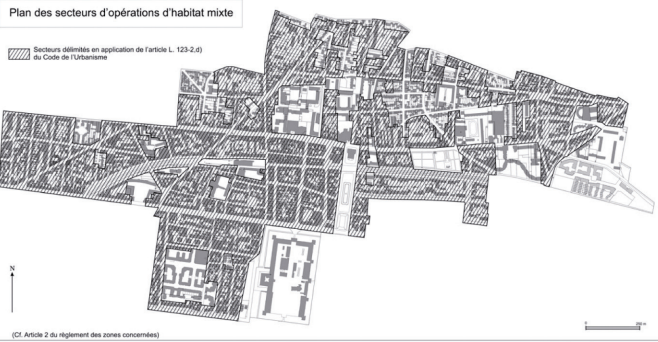 Plan des secteurs d'opérations d'habitat mixte
Secteurs délimités en application de l'article L. 123-2,d)
du Code de l'Urbanisme
N
0 200 m
(Cf. Article 2 du règlement des zones concernées)